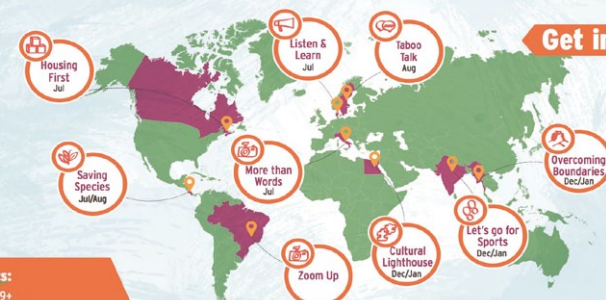 Housing
First
Jul
Listen &
Learn
Jul
Taboo
Talk
Aug
Get in
Saving
Species
Jul/Aug
More than
Words
Jul
Overcoming
Boundaries
Dec/Jan
Let's go for
Sports
Dec/Jan
Cultural
Lighthouse
Dec/Jan
Zoom Up
s:
9+